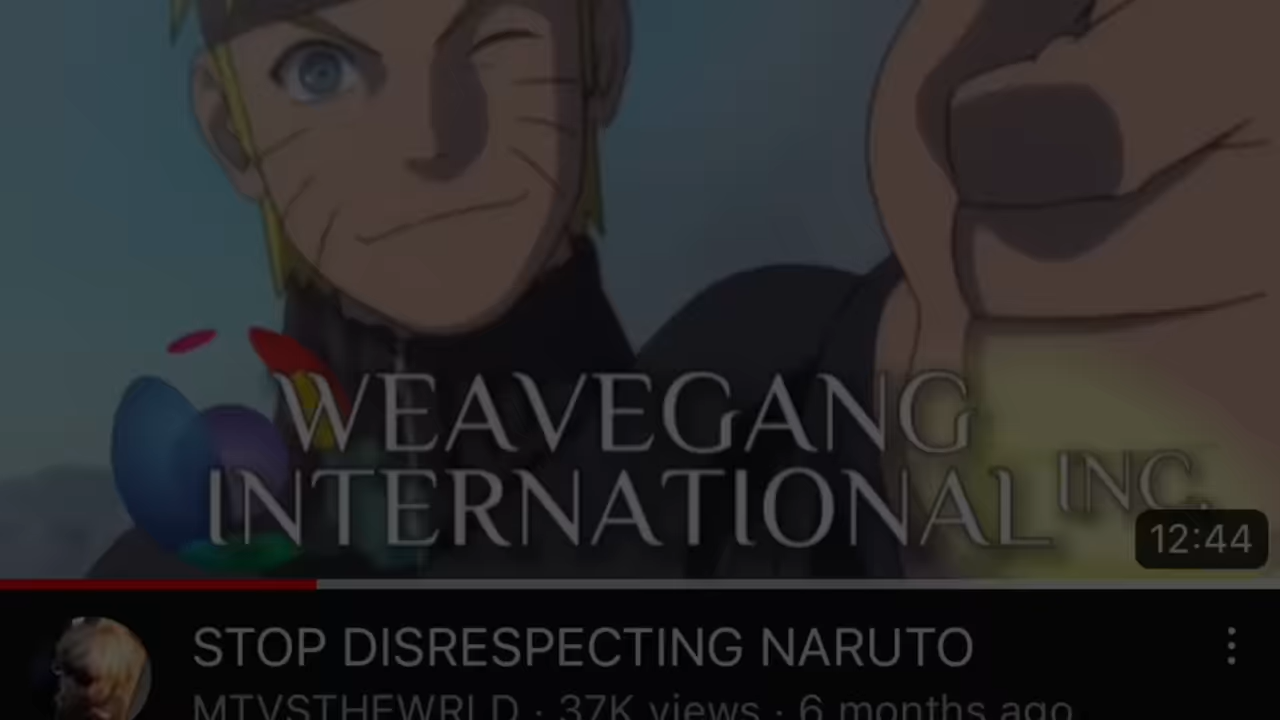 WEAVEGANG
INTERNATIONAL INC.
12:44
STOP DISRESPECTING NARUTO
MTVSTHEWRLD · 37K views · 6 months ago